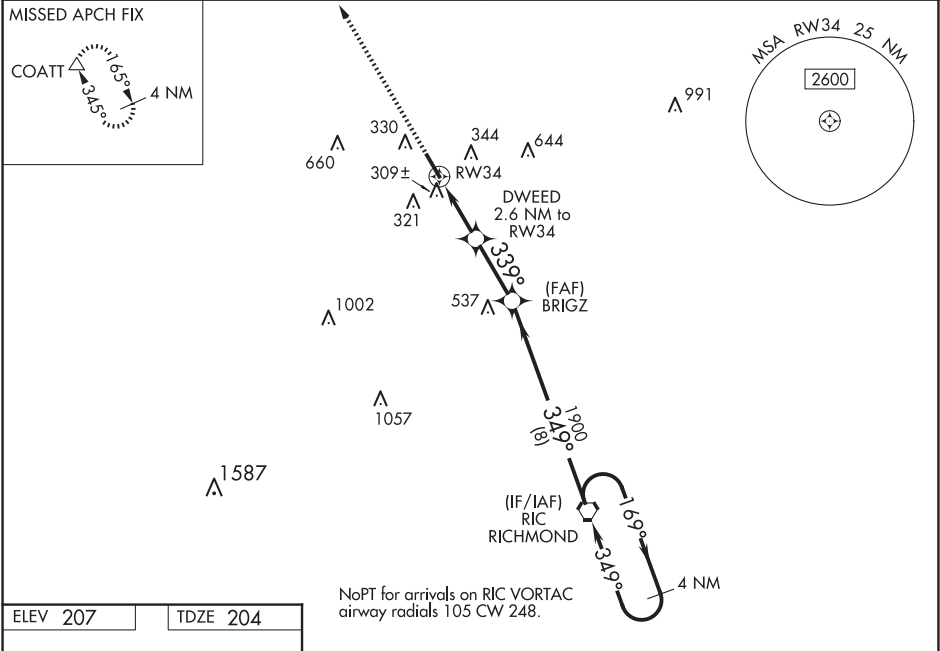 MISSED APCH FIX
COATT
165°
345°
4 NM
MSA RW34 25 NM
2600
991
330
344
644
660
309±
RW34
321
DWEED
2.6 NM to
RW34
339°
(FAF)
BRIGZ
537
1002
1057
1900
349°
(8)
1587
(IF/IAF)
RIC
RICHMOND
169°
349°
4 NM
NoPT for arrivals on RIC VORTAC
airway radials 105 CW 248.
ELEV 207
TDZE 204